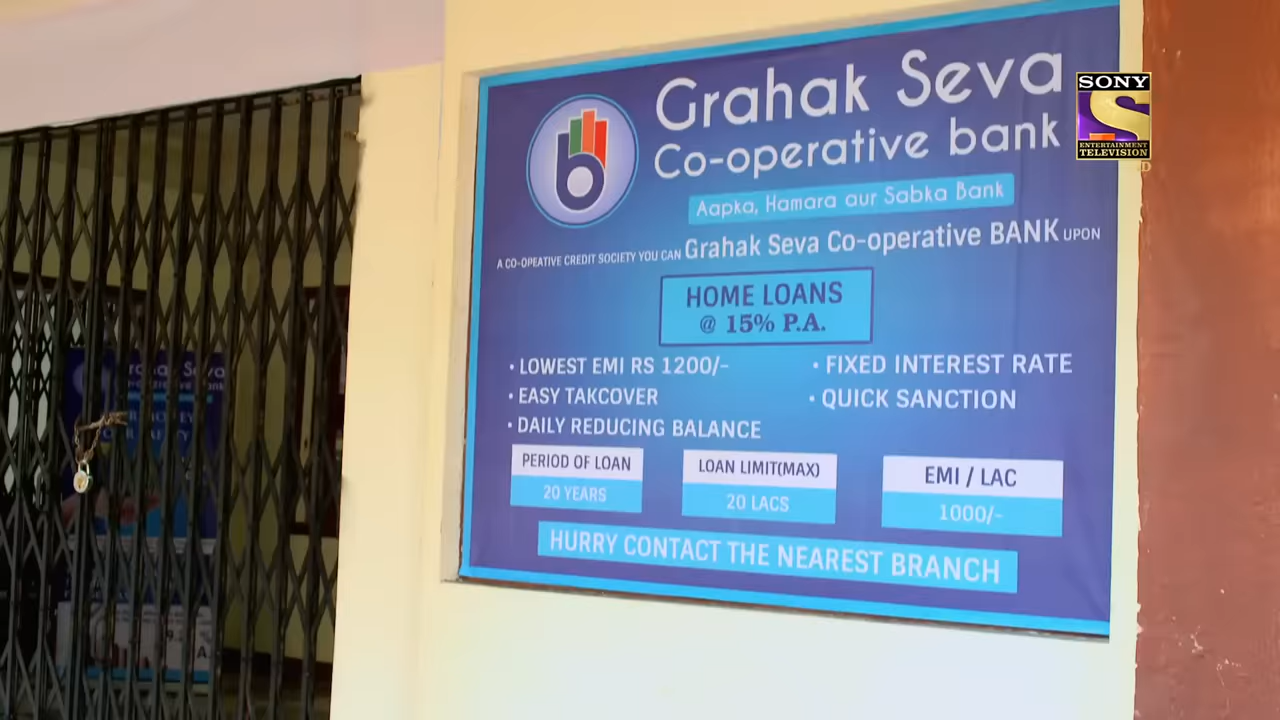 Grahak Seva
Co-operative bank
Aapka, Hamara aur Sabka Bank
A CO-OPEATIVE CREDIT SOCIETY YOU CAN Grahak Seva Co-operative BANK UPON
HOME LOANS
@ 15% P.A.
• LOWEST EMI RS 1200/-
• FIXED INTEREST RATE
• EASY TAKCOVER
• QUICK SANCTION
• DAILY REDUCING BALANCE
PERIOD OF LOAN
20 YEARS
LOAN LIMIT(MAX)
20 LACS
EMI / LAC
1000/-
HURRY CONTACT THE NEAREST BRANCH
SONY
ENTERTAINMENT
TELEVISION
Grahak Seva